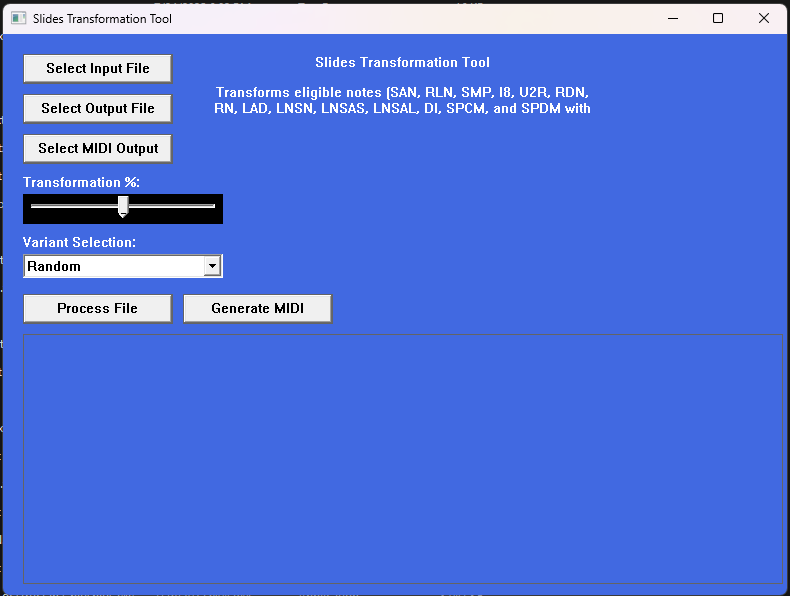 Slides Transformation Tool
Select Input File
Slides Transformation Tool
Transforms eligible notes (SAN, RLN, SMP, I8, U2R, RDN,
RN, LAD, LNSN, LNSAS, LNSAL, DI, SPCM, and SPDM with
Select Output File
Select MIDI Output
Transformation %:
Variant Selection:
Random
Process File
Generate MIDI